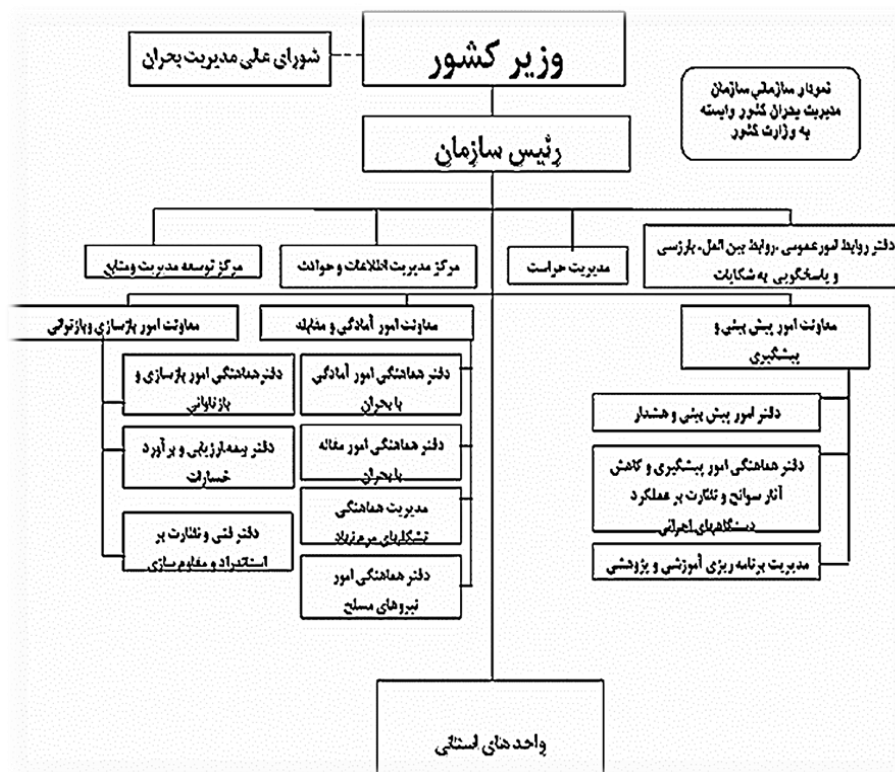 وزیر کشور
شورای عالی مدیریت بحران
نمودار سازمانی سازمان
مدیریت بحران کشور وابسته
به وزارت کشور
رئیس سازمان
دفتر روابط امور عمومی، روابط بین الملل، بازرسی
و پاسخگویی به شکایات
مدیریت حراست
مرکز مدیریت اطلاعات و حوادث
مرکز توسعه مدیریت و منابع
معاونت امور پیش بینی و
پیشگیری
معاونت امور آمادگی و مقابله
معاونت امور بازسازی و بازتوانی
دفتر امور پیش بینی و هشدار
دفتر هماهنگی امور پیشگیری و کاهش
آثار سوانح و نظارت بر عملکرد
دستگاههای اجرائی
مدیریت برنامه ریزی آموزشی و پژوهشی
دفتر هماهنگی امور آمادگی
با بحران
دفتر هماهنگی امور مقابله
با بحران
مدیریت هماهنگی
تشکلهای مردم نهاد
دفتر هماهنگی امور
نیروهای مسلح
دفتر هماهنگی امور بازسازی و
بازتوانی
دفتر بیمه ارزیابی و برآورد
خسارات
دفتر فنی و نظارت بر
استاندارد و مقاوم سازی
واحد های استانی